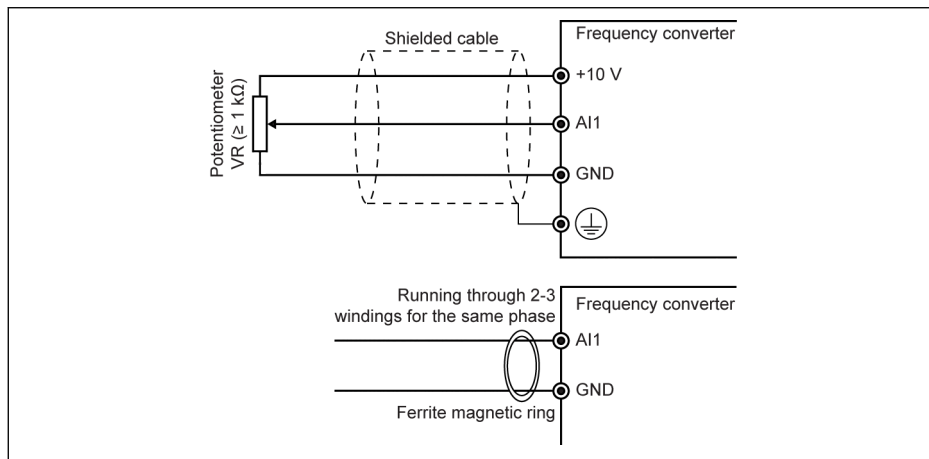 Shielded cable
Frequency converter
+10 V
Potentiometer
VR (≥ 1 kΩ)
AI1
GND
Running through 2-3
windings for the same phase
Frequency converter
AI1
GND
Ferrite magnetic ring